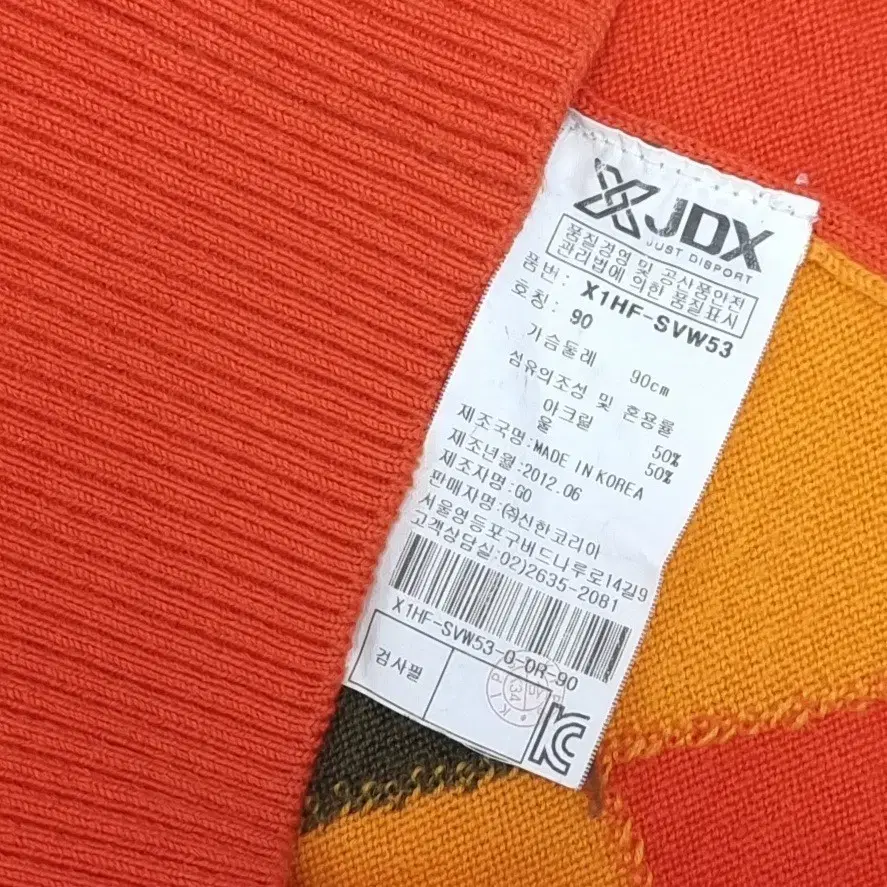 JDX
JUST DISPORT
품질경영 및 공산품안전
관리법에 의한 품질표시
품번: X1HF-SVW53
호칭: 90
가슴둘레 90cm
섬유의조성 및 혼용률
아크릴 50%
울 50%
제조국명:MADE IN KOREA
제조년월:2012.06
제조자명:GO
판매자명:(주)신한코리아
서울영등포구버드나루로14길9
고객상담실:02)2635-2081
X1HF-SVW53-0-OR-90
검사필